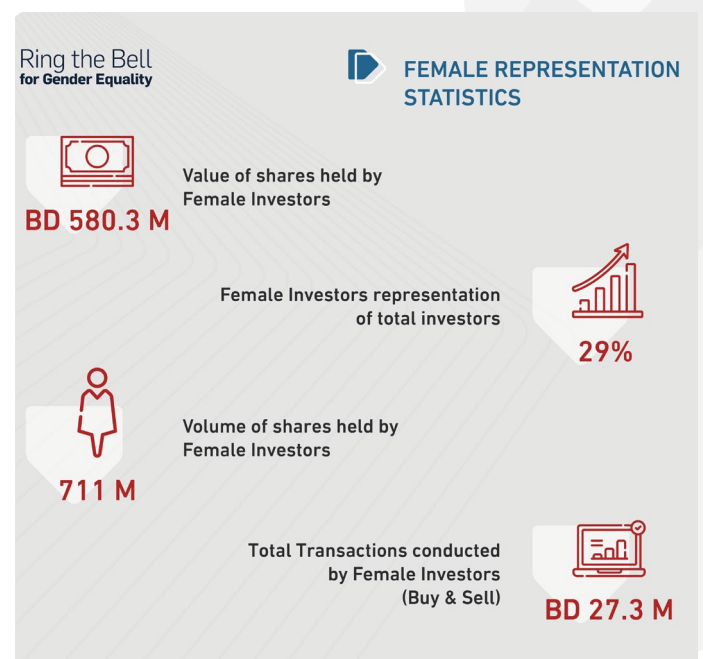 Ring the Bell
for Gender Equality
FEMALE REPRESENTATION
STATISTICS
BD 580.3 M
Value of shares held by
Female Investors
Female Investors representation
of total investors
29%
711 M
Volume of shares held by
Female Investors
Total Transactions conducted
by Female Investors
(Buy & Sell)
BD 27.3 M